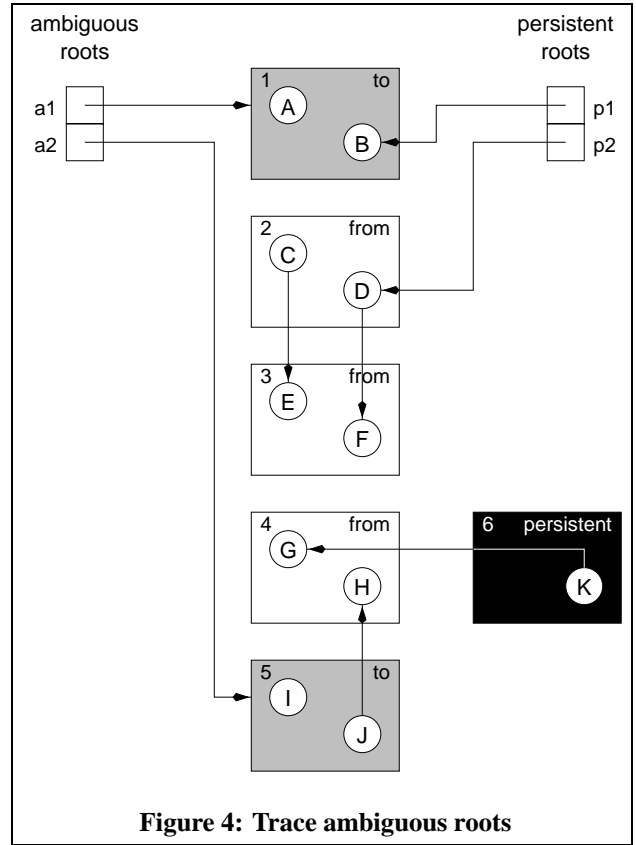 ambiguous roots
persistent roots
a1
a2
p1
p2
1 to
A
B
2 from
C
D
3 from
E
F
4 from
G
H
6 persistent
K
5 to
I
J
Figure 4: Trace ambiguous roots